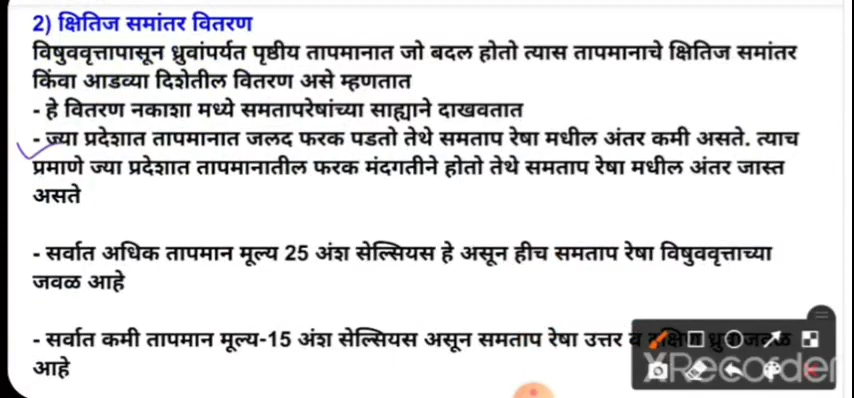 2) क्षितिज समांतर वितरण
विषुववृत्तापासून ध्रुवांपर्यंत पृष्ठीय तापमानात जो बदल होतो त्यास तापमानाचे क्षितिज समांतर
किंवा आडव्या दिशेतील वितरण असे म्हणतात
- हे वितरण नकाशा मध्ये समतापरेषांच्या साह्याने दाखवतात
- ज्या प्रदेशात तापमानात जलद फरक पडतो तेथे समताप रेषा मधील अंतर कमी असते. त्याच
प्रमाणे ज्या प्रदेशात तापमानातील फरक मंदगतीने होतो तेथे समताप रेषा मधील अंतर जास्त
असते
- सर्वात अधिक तापमान मूल्य 25 अंश सेल्सियस हे असून हीच समताप रेषा विषुववृत्ताच्या
जवळ आहे
- सर्वात कमी तापमान मूल्य-15 अंश सेल्सियस असून समताप रेषा उत्तर व दक्षिण ध्रुवाजवळ
आहे
XRecorder